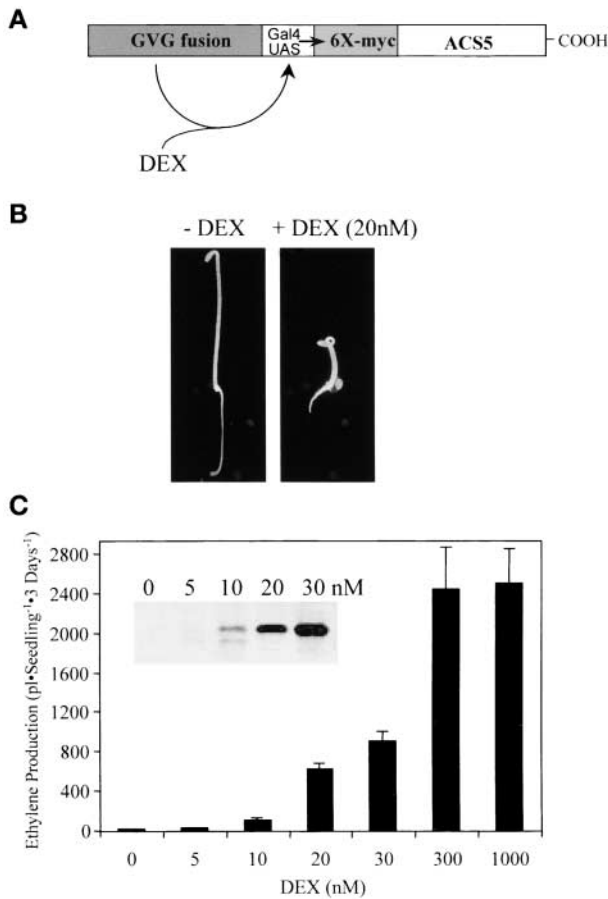 A
GVG fusion
Gal4
UAS
6X-myc
ACS5
COOH
DEX
B
- DEX
+ DEX (20nM)
C
Ethylene Production (pl•Seedling⁻¹•3 Days⁻¹)
2800
2400
2000
1600
1200
800
400
0
0 5 10 20 30 nM
0 5 10 20 30 300 1000
DEX (nM)